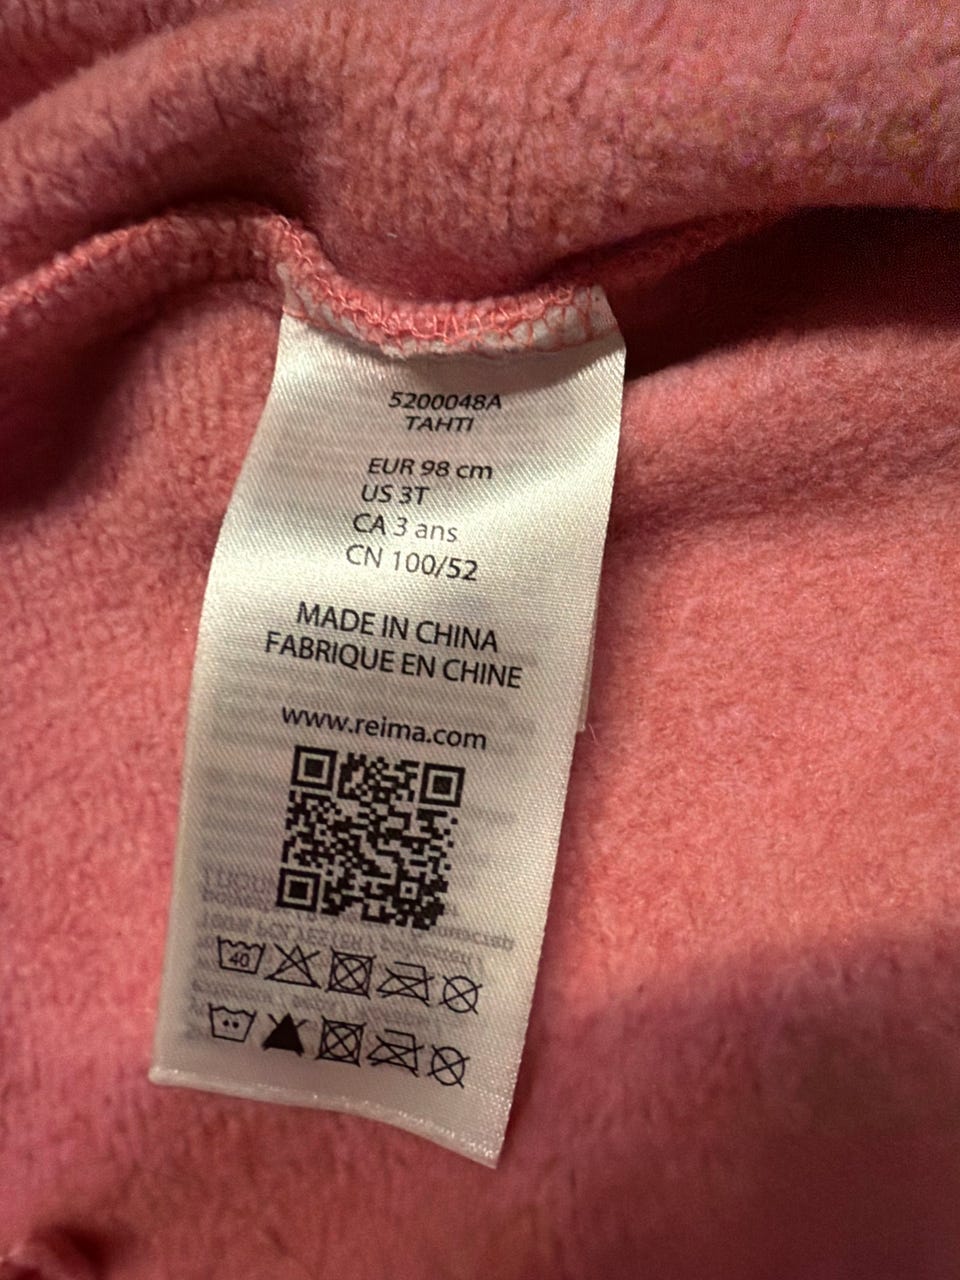 5200048A
TAHTI
EUR 98 cm
US 3T
CA 3 ans
CN 100/52
MADE IN CHINA
FABRIQUE EN CHINE
www.reima.com
40